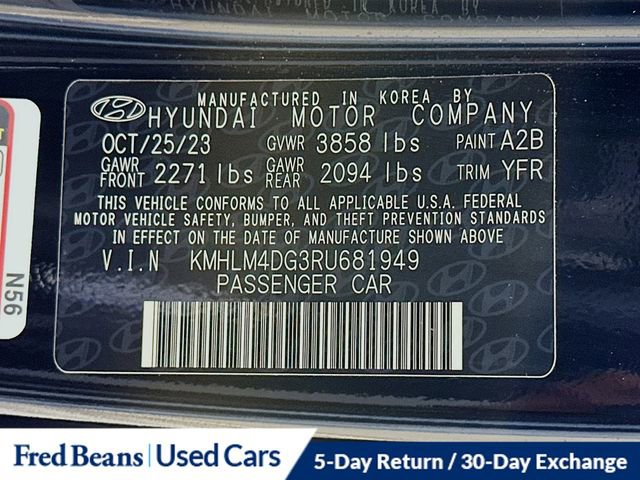 MANUFACTURED IN KOREA BY
HYUNDAI MOTOR COMPANY
OCT/25/23 GVWR 3858 lbs PAINT A2B
GAWR FRONT 2271 lbs GAWR REAR 2094 lbs TRIM YFR
THIS VEHICLE CONFORMS TO ALL APPLICABLE U.S.A. FEDERAL
MOTOR VEHICLE SAFETY, BUMPER, AND THEFT PREVENTION STANDARDS
IN EFFECT ON THE DATE OF MANUFACTURE SHOWN ABOVE
V.I.N KMHLM4DG3RU681949
PASSENGER CAR
N56
Fred Beans | Used Cars 5-Day Return / 30-Day Exchange